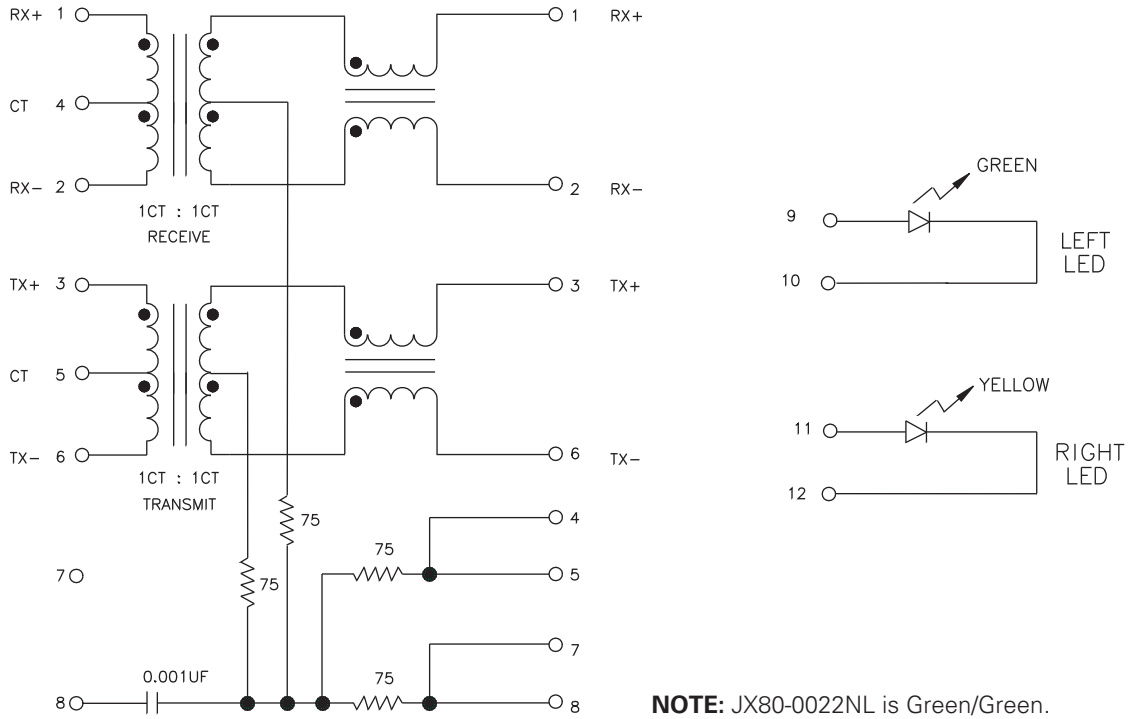 RX+ 1
1 RX+
CT 4
RX− 2
2 RX−
1CT : 1CT
RECEIVE
TX+ 3
3 TX+
CT 5
TX− 6
6 TX−
1CT : 1CT
TRANSMIT
75
75
75
4
5
7
7
0.001UF
75
8
8
GREEN
9
10
LEFT
LED
YELLOW
11
12
RIGHT
LED
NOTE: JX80-0022NL is Green/Green.